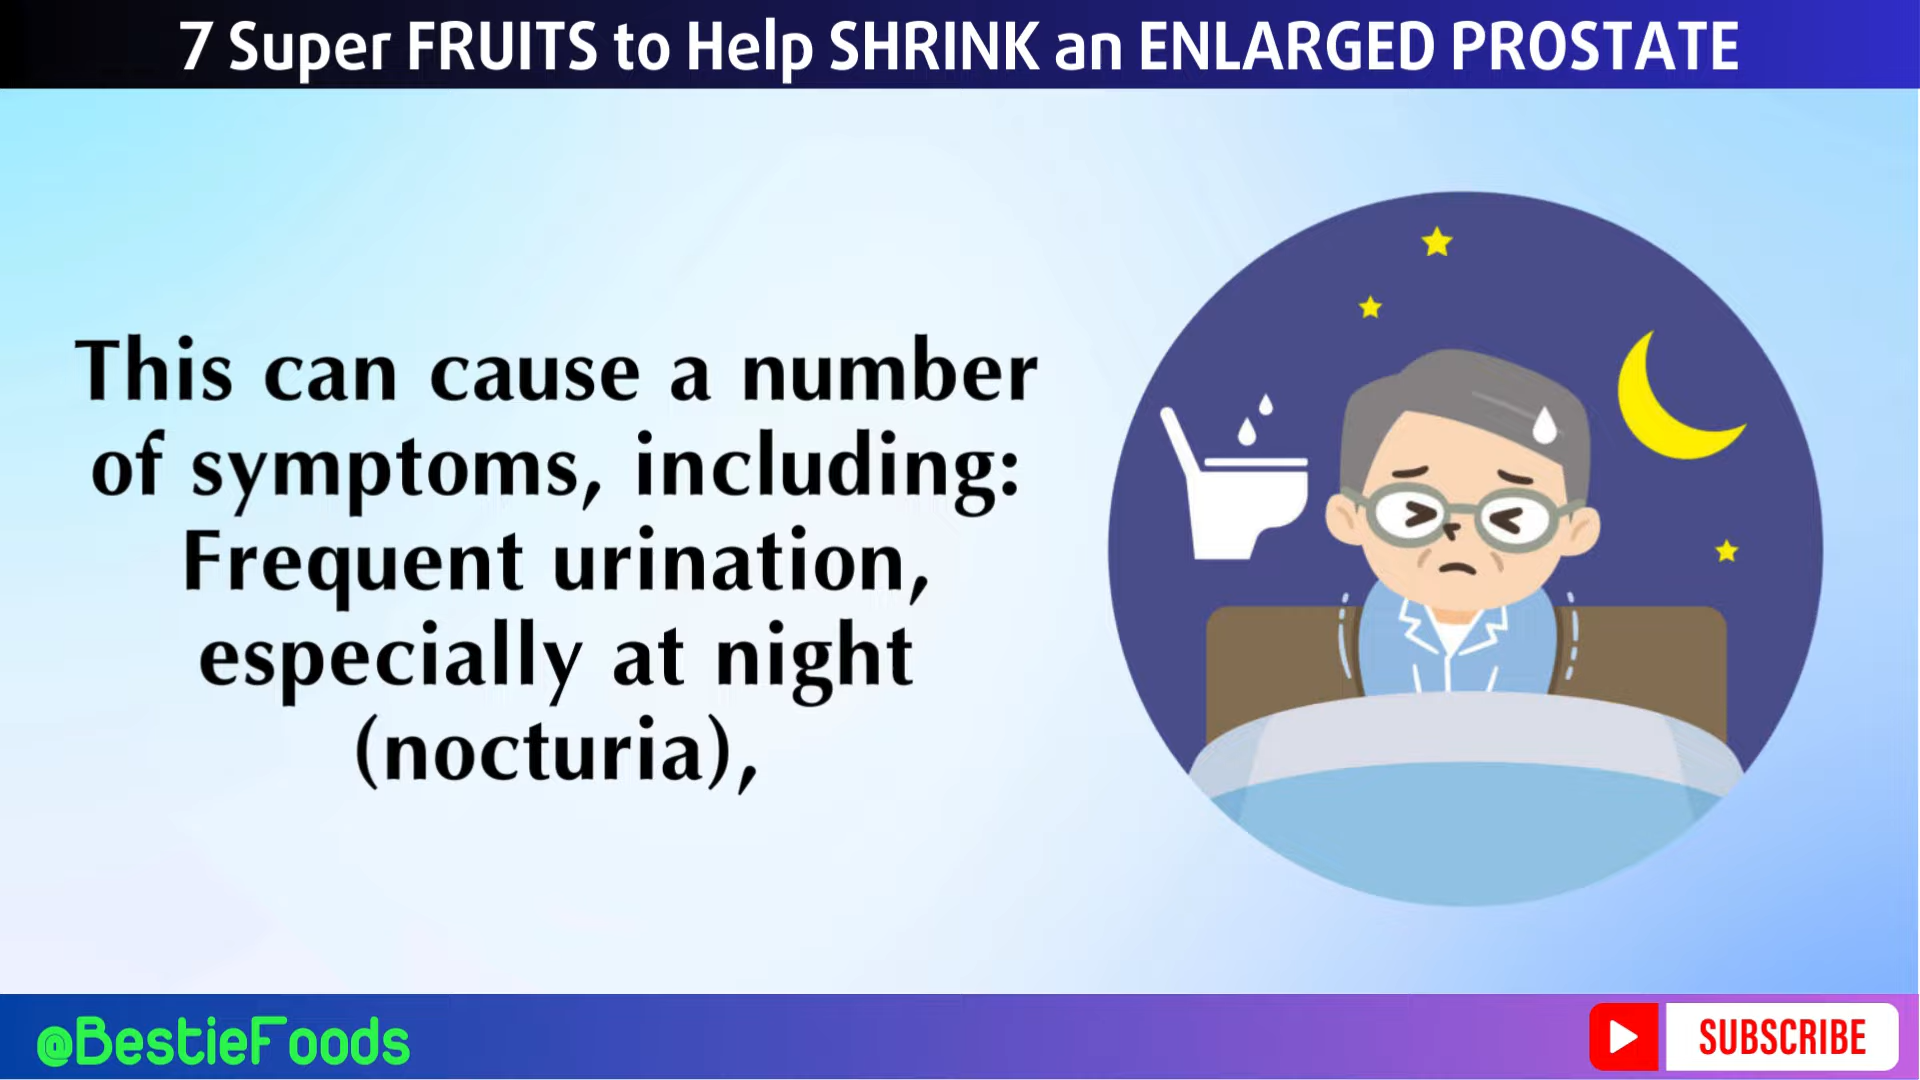 7 Super FRUITS to Help SHRINK an ENLARGED PROSTATE
This can cause a number
of symptoms, including:
Frequent urination,
especially at night
(nocturia),
@BestieFoods
SUBSCRIBE